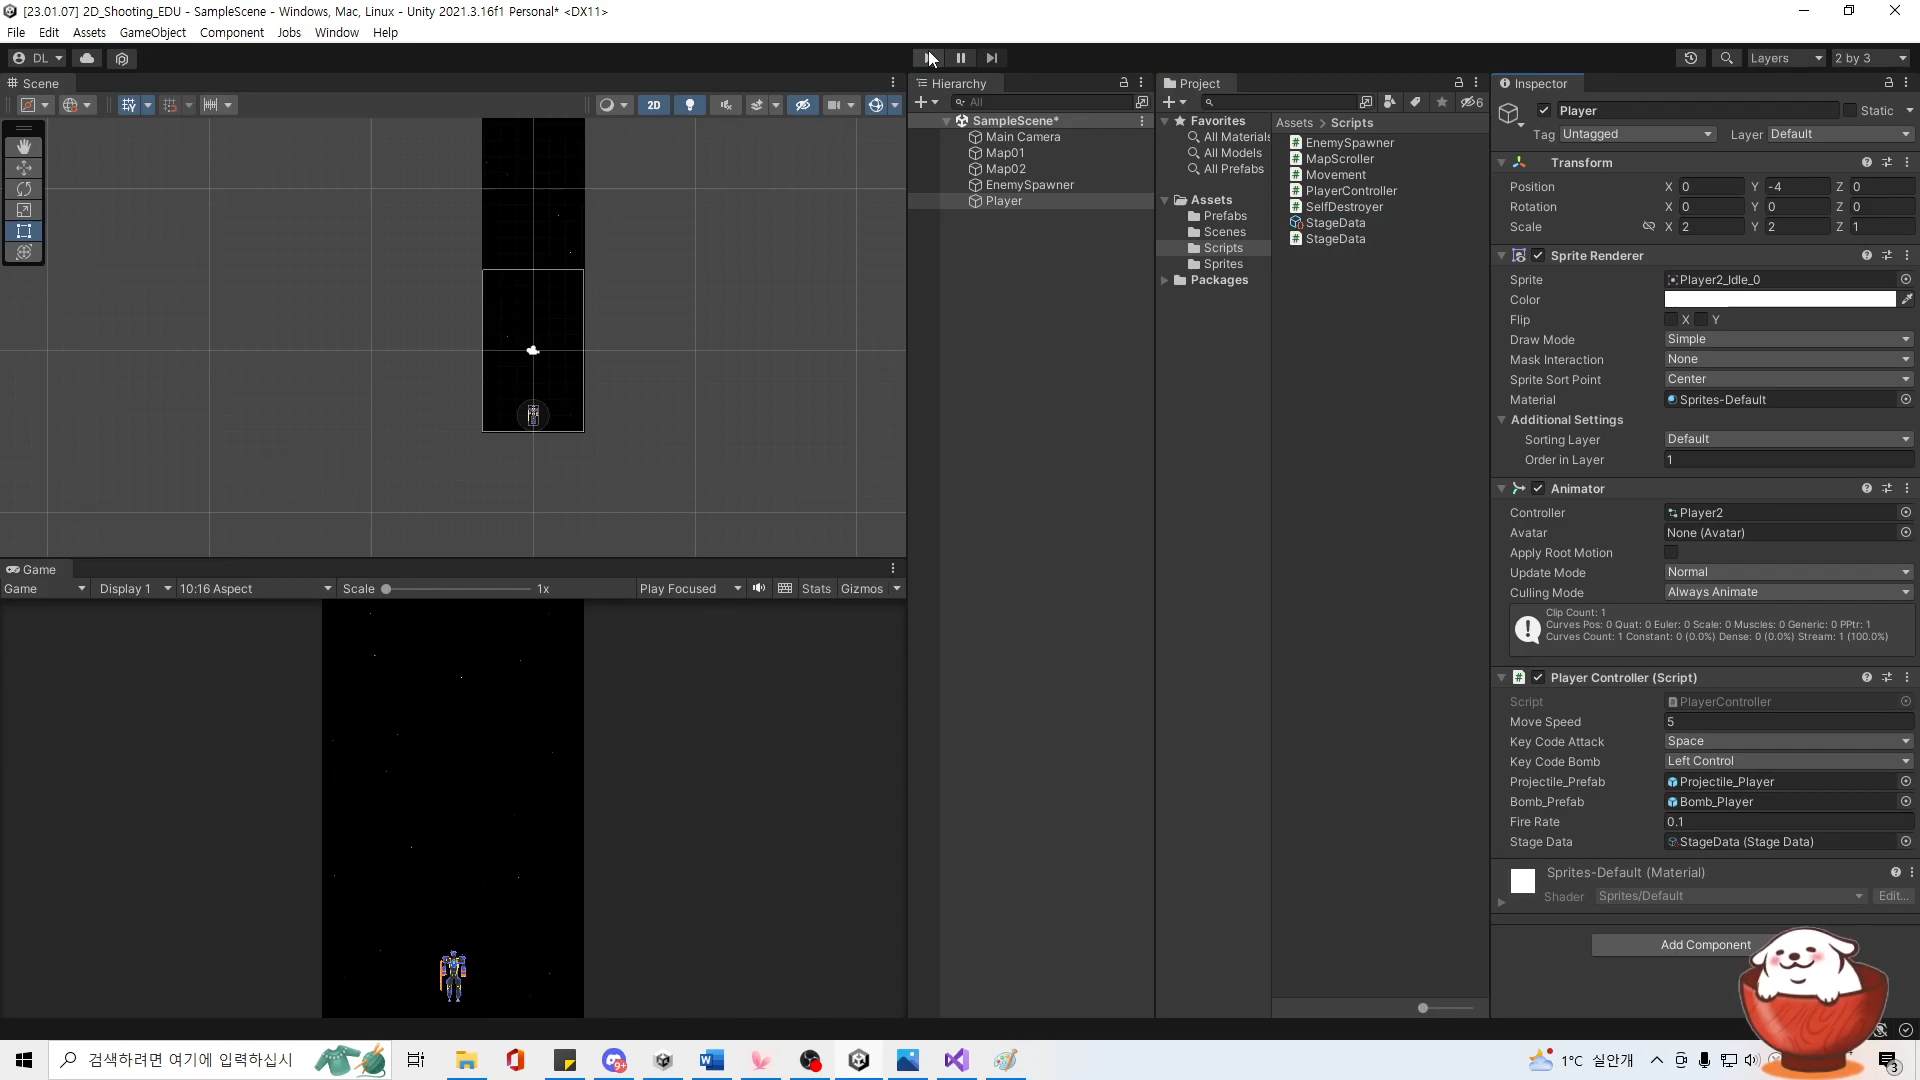 [23.01.07] 2D_Shooting_EDU - SampleScene - Windows, Mac, Linux - Unity 2021.3.16f1 Personal* <DX11>
File Edit Assets GameObject Component Jobs Window Help
DL
Layers 2 by 3
Scene
2D
Hierarchy
All
SampleScene*
Main Camera
Map01
Map02
EnemySpawner
Player
Project
6
Favorites
All Materials
All Models
All Prefabs
Assets
Prefabs
Scenes
Scripts
Sprites
Packages
Assets > Scripts
EnemySpawner
MapScroller
Movement
PlayerController
SelfDestroyer
StageData
StageData
Inspector
Player Static
Tag Untagged Layer Default
Transform
Position X 0 Y -4 Z 0
Rotation X 0 Y 0 Z 0
Scale X 2 Y 2 Z 1
Sprite Renderer
Sprite Player2_Idle_0
Color
Flip X Y
Draw Mode Simple
Mask Interaction None
Sprite Sort Point Center
Material Sprites-Default
Additional Settings
Sorting Layer Default
Order in Layer 1
Animator
Controller Player2
Avatar None (Avatar)
Apply Root Motion
Update Mode Normal
Culling Mode Always Animate
Clip Count: 1
Curves Pos: 0 Quat: 0 Euler: 0 Scale: 0 Muscles: 0 Generic: 0 PPtr: 1
Curves Count: 1 Constant: 0 (0.0%) Dense: 0 (0.0%) Stream: 1 (100.0%)
Player Controller (Script)
Script PlayerController
Move Speed 5
Key Code Attack Space
Key Code Bomb Left Control
Projectile_Prefab Projectile_Player
Bomb_Prefab Bomb_Player
Fire Rate 0.1
Stage Data StageData (Stage Data)
Sprites-Default (Material)
Shader Sprites/Default Edit...
Add Component
Game
Game Display 1 10:16 Aspect Scale 1x Play Focused Stats Gizmos
검색하려면 여기에 입력하십시
9+
1°C 실안개
3